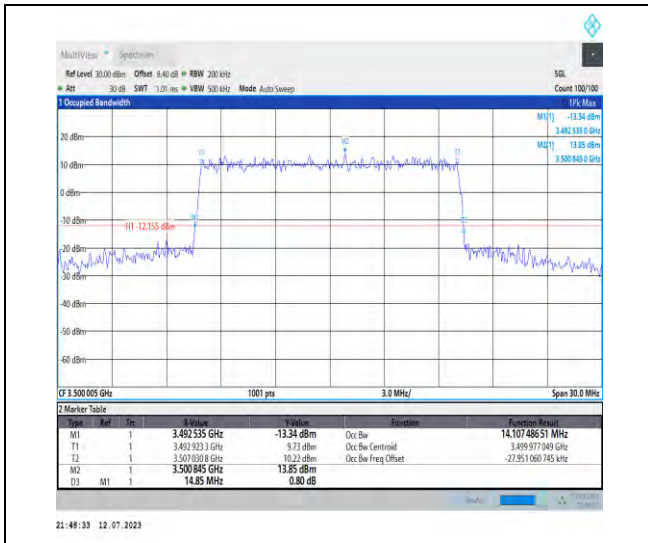 MultiView Spectrum
Ref Level 30.00 dBm Offset 8.40 dB RBW 200 kHz SGL
Att 30 dB SWT 1.01 ms VBW 500 kHz Mode Auto Sweep Count 100/100
1 Occupied Bandwidth 1Pk Max
M1[1] -13.34 dBm
3.492 535 0 GHz
M2[1] 13.85 dBm
3.500 845 0 GHz
20 dBm
M2
T1 T2
10 dBm
0 dBm
-10 dBm
M1
D3
H1 -12.155 dBm
-20 dBm
-30 dBm
-40 dBm
-50 dBm
-60 dBm
CF 3.500 005 GHz 1001 pts 3.0 MHz/ Span 30.0 MHz
2 Marker Table
Type Ref Trc X-Value Y-Value Function Function Result
M1 1 3.492 535 GHz -13.34 dBm Occ Bw 14.107 486 51 MHz
T1 1 3.492 923 3 GHz 9.73 dBm Occ Bw Centroid 3.499 977 049 GHz
T2 1 3.507 030 8 GHz 10.22 dBm Occ Bw Freq Offset -27.951 060 745 kHz
M2 1 3.500 845 GHz 13.85 dBm
D3 M1 1 14.85 MHz 0.80 dB
21:48:33 12.07.2023